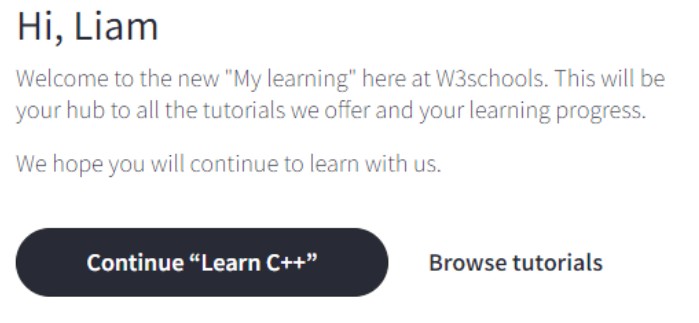 Hi, Liam
Welcome to the new "My learning" here at W3schools. This will be
your hub to all the tutorials we offer and your learning progress.
We hope you will continue to learn with us.
Continue “Learn C++”
Browse tutorials